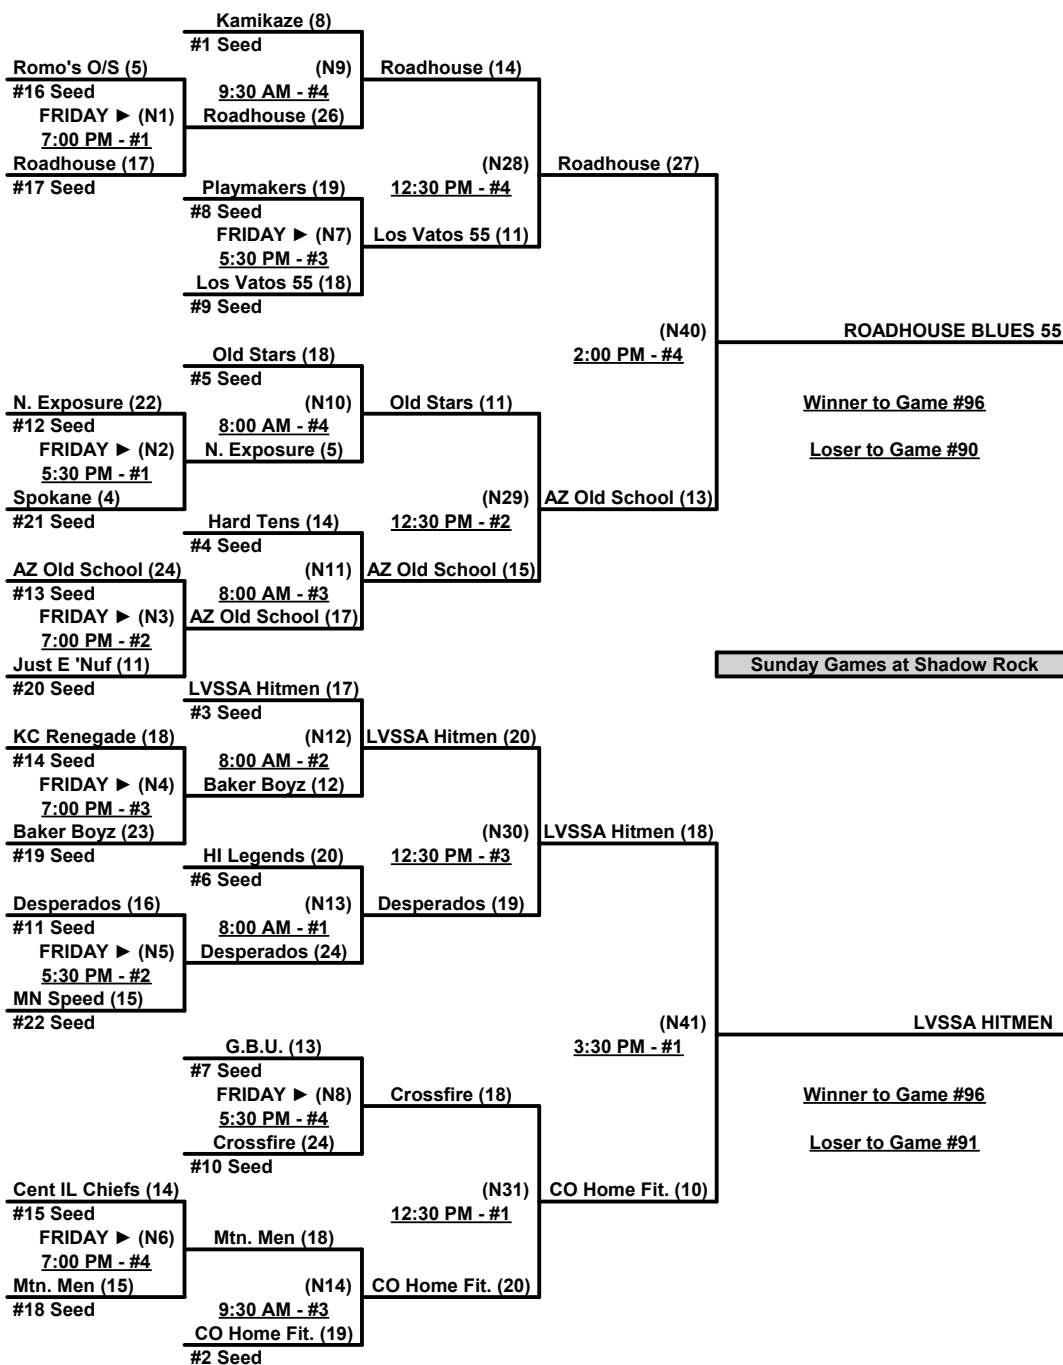 Kamikaze (8)
#1 Seed
Romo's O/S (5)
(N9)
Roadhouse (14)
#16 Seed
9:30 AM - #4
FRIDAY ► (N1)
Roadhouse (26)
7:00 PM - #1
Roadhouse (17)
(N28)
Roadhouse (27)
#17 Seed
Playmakers (19)
12:30 PM - #4
#8 Seed
FRIDAY ► (N7)
Los Vatos 55 (11)
5:30 PM - #3
Los Vatos 55 (18)
#9 Seed
(N40)
ROADHOUSE BLUES 55
Old Stars (18)
2:00 PM - #4
#5 Seed
N. Exposure (22)
(N10)
Old Stars (11)
Winner to Game #96
#12 Seed
8:00 AM - #4
FRIDAY ► (N2)
N. Exposure (5)
Loser to Game #90
5:30 PM - #1
Spokane (4)
(N29)
AZ Old School (13)
#21 Seed
Hard Tens (14)
12:30 PM - #2
#4 Seed
AZ Old School (24)
(N11)
AZ Old School (15)
#13 Seed
8:00 AM - #3
FRIDAY ► (N3)
AZ Old School (17)
7:00 PM - #2
Just E 'Nuf (11)
Sunday Games at Shadow Rock
#20 Seed
LVSSA Hitmen (17)
#3 Seed
KC Renegade (18)
(N12)
LVSSA Hitmen (20)
#14 Seed
8:00 AM - #2
FRIDAY ► (N4)
Baker Boyz (12)
7:00 PM - #3
Baker Boyz (23)
(N30)
LVSSA Hitmen (18)
#19 Seed
HI Legends (20)
12:30 PM - #3
#6 Seed
Desperados (16)
(N13)
Desperados (19)
#11 Seed
8:00 AM - #1
FRIDAY ► (N5)
Desperados (24)
5:30 PM - #2
MN Speed (15)
#22 Seed
(N41)
LVSSA HITMEN
G.B.U. (13)
3:30 PM - #1
#7 Seed
FRIDAY ► (N8)
Crossfire (18)
Winner to Game #96
5:30 PM - #4
Crossfire (24)
Loser to Game #91
#10 Seed
Cent IL Chiefs (14)
(N31)
CO Home Fit. (10)
#15 Seed
12:30 PM - #1
FRIDAY ► (N6)
Mtn. Men (18)
7:00 PM - #4
Mtn. Men (15)
(N14)
CO Home Fit. (20)
#18 Seed
9:30 AM - #3
CO Home Fit. (19)
#2 Seed